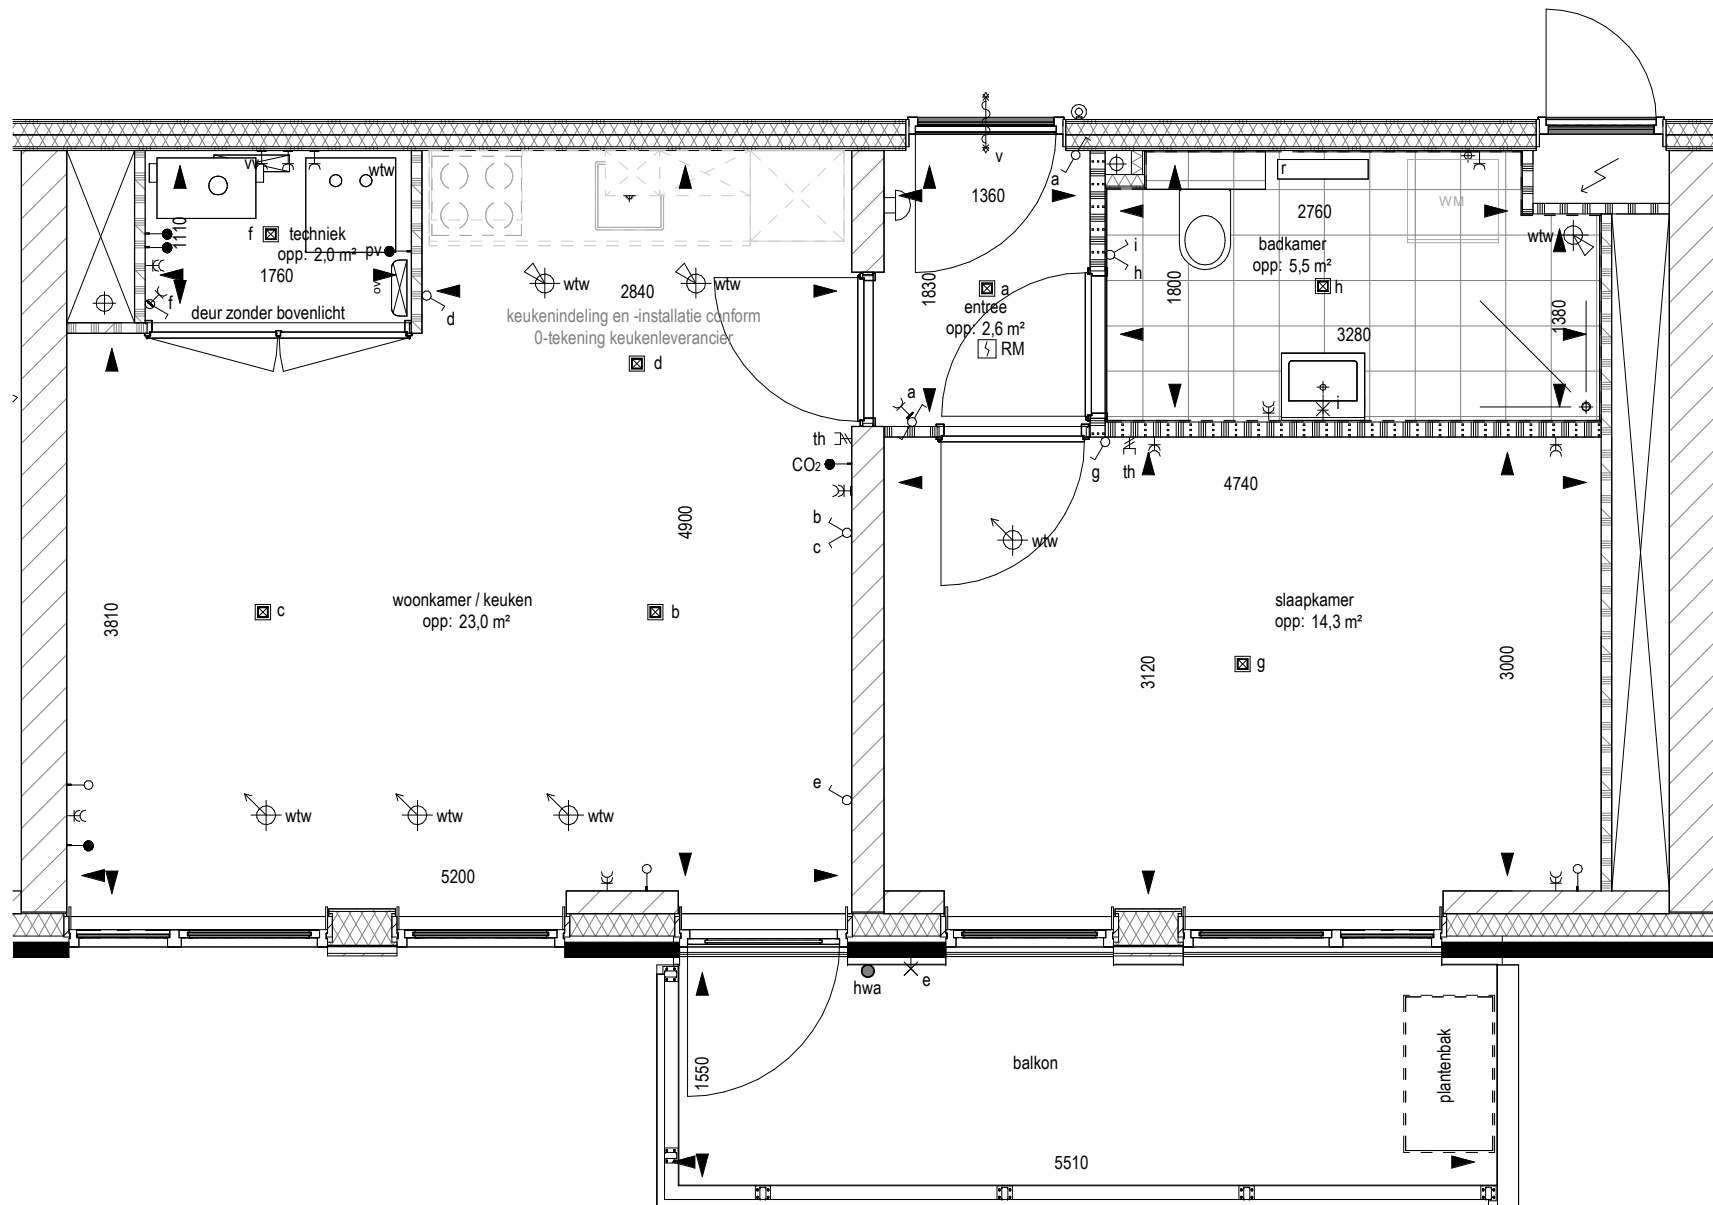 vv
wtw
f
techniek
opp: 2,0 m²
pv
1110
1760
ov
f
deur zonder bovenlicht
d
wtw
2840
wtw
keukenindeling en -installatie conform
0-tekening keukenleverancier
d
v
a
1360
1830
a
entree
opp: 2,6 m²
RM
a
r
WM
2760
wtw
i
h
badkamer
opp: 5,5 m²
1800
h
1380
3280
i
th
CO2
b
c
g
th
4740
4900
wtw
3810
c
woonkamer / keuken
opp: 23,0 m²
b
slaapkamer
opp: 14,3 m²
3120
g
3000
e
wtw
wtw
wtw
5200
hwa
e
1550
balkon
plantenbak
5510